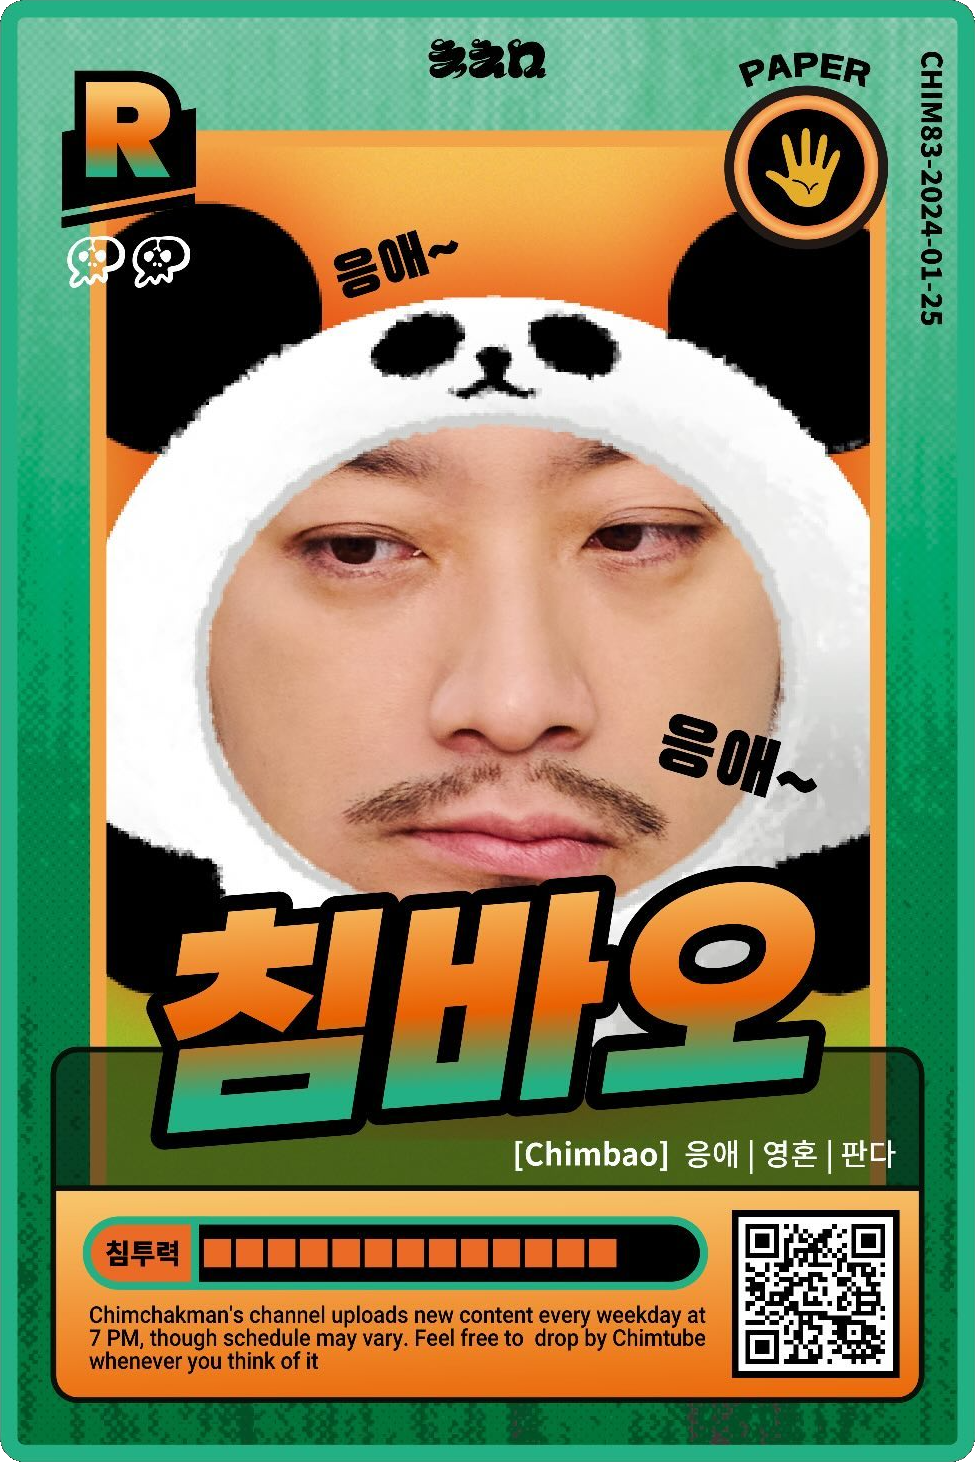 R
PAPER
CHIM83-2024-01-25
응애~
응애~
침바오
[Chimbao] 응애 | 영혼 | 판다
침투력
Chimchakman's channel uploads new content every weekday at
7 PM, though schedule may vary. Feel free to drop by Chimtube
whenever you think of it